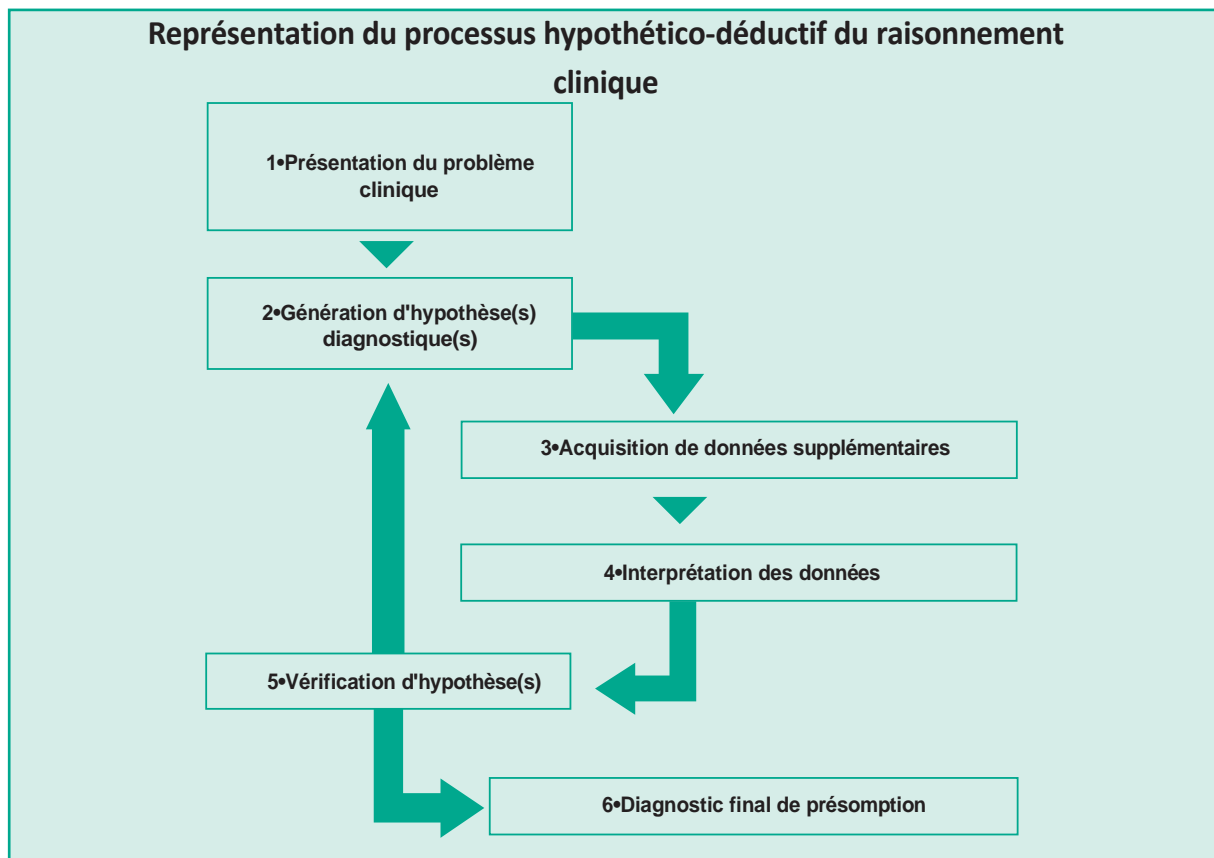 Représentation du processus hypothético-déductif du raisonnement
clinique
1•Présentation du problème
clinique
2•Génération d'hypothèse(s)
diagnostique(s)
3•Acquisition de données supplémentaires
4•Interprétation des données
5•Vérification d'hypothèse(s)
6•Diagnostic final de présomption